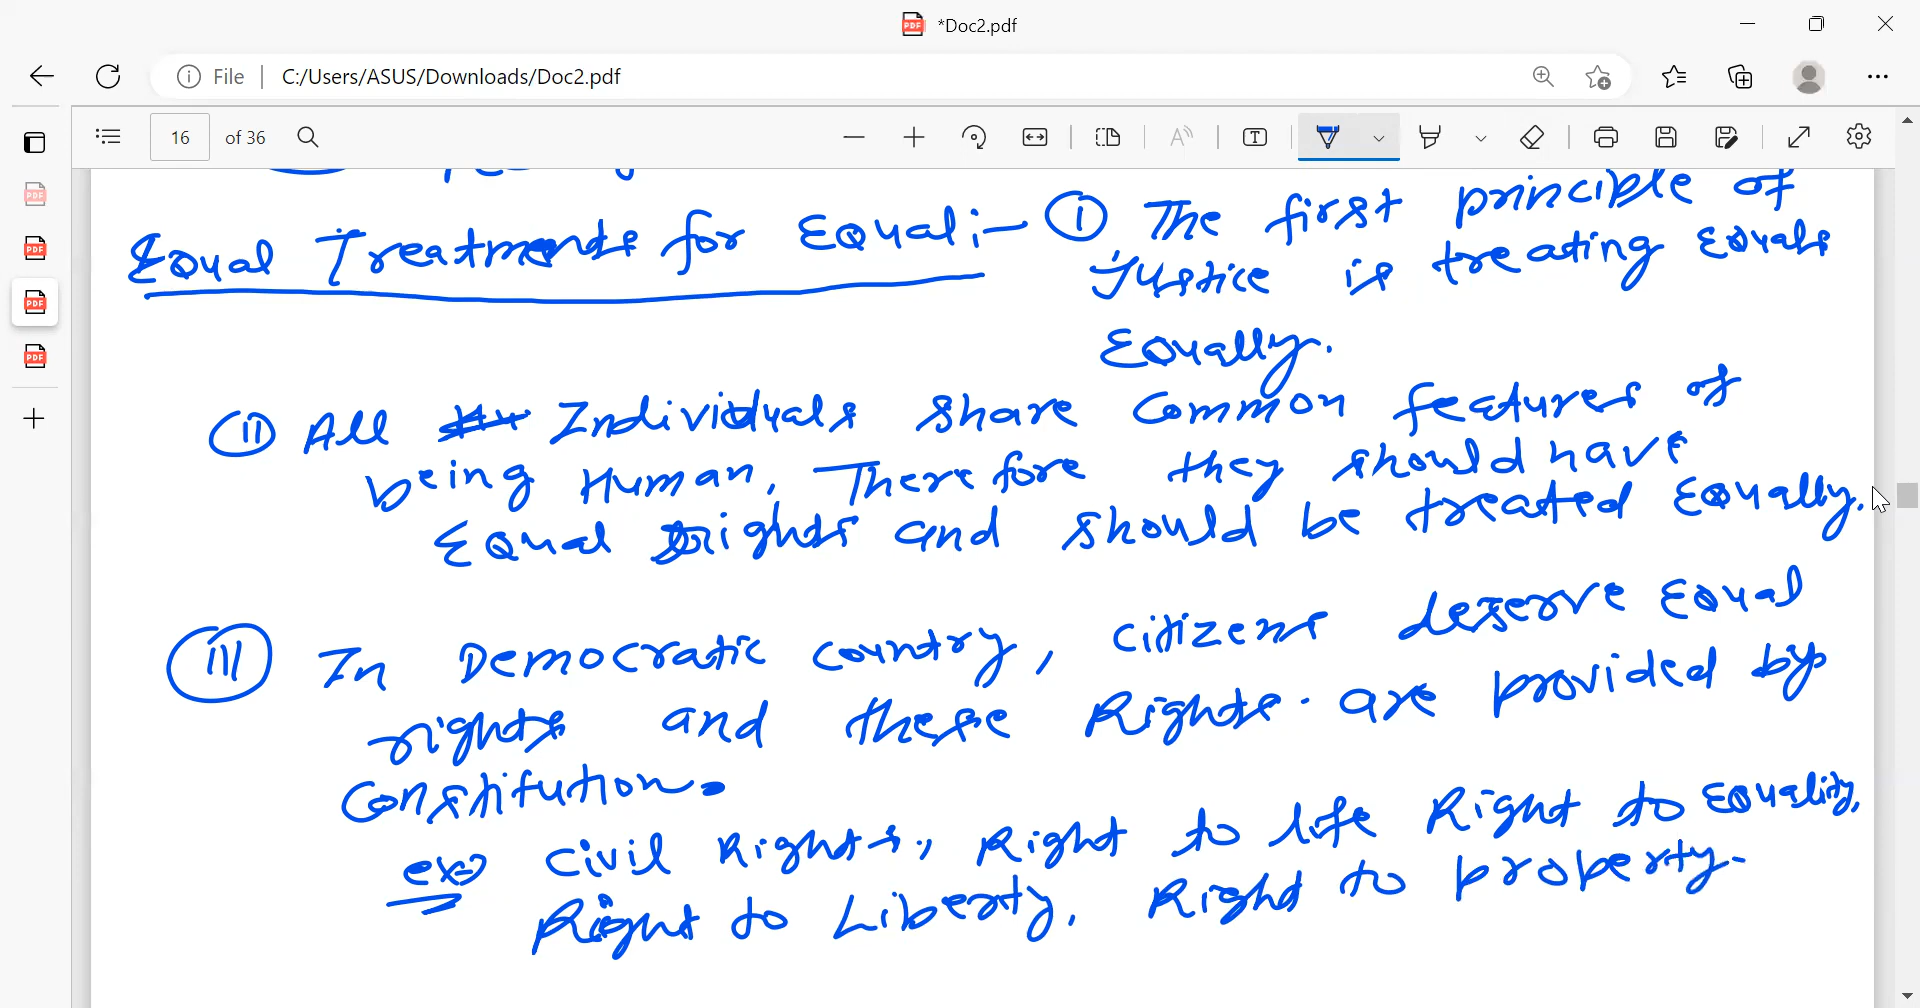 *Doc2.pdf
File | C:/Users/ASUS/Downloads/Doc2.pdf
16 of 36
Equal Treatments for Equal:- (I) The first principle of
Justice is treating Equals
Equally.
(II) All Individuals share common features of
being Human, Therefore they should have
Equal rights and should be treated Equally.
(III) In Democratic country, citizens deserve Equal
rights and these Rights are provided by
Constitution.
ex=> Civil Rights, Right to life Right to Equality,
Right to Liberty, Right to property-